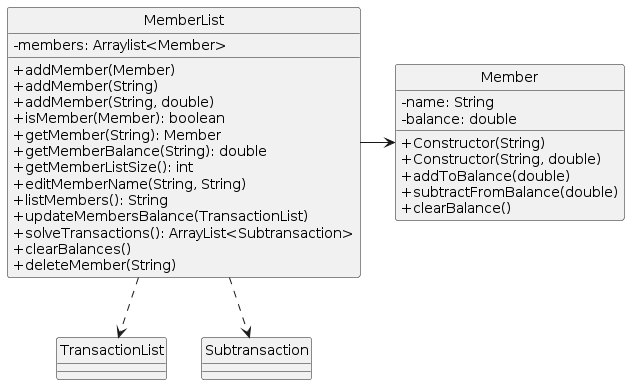 MemberList
-members: Arraylist<Member>
+addMember(Member)
+addMember(String)
+addMember(String, double)
+isMember(Member): boolean
+getMember(String): Member
+getMemberBalance(String): double
+getMemberListSize(): int
+editMemberName(String, String)
+listMembers(): String
+updateMembersBalance(TransactionList)
+solveTransactions(): ArrayList<Subtransaction>
+clearBalances()
+deleteMember(String)
Member
-name: String
-balance: double
+Constructor(String)
+Constructor(String, double)
+addToBalance(double)
+subtractFromBalance(double)
+clearBalance()
TransactionList
Subtransaction